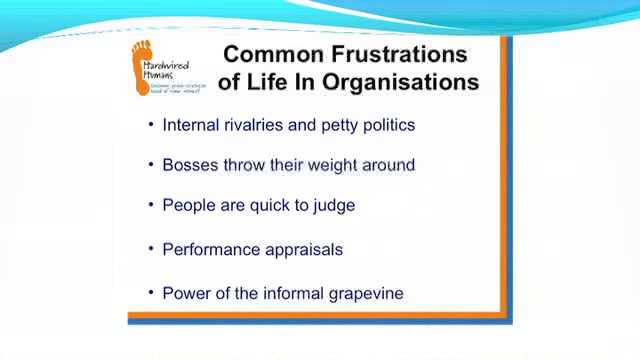 Hardwired
Humans
Common Frustrations
of Life In Organisations
• Internal rivalries and petty politics
• Bosses throw their weight around
• People are quick to judge
• Performance appraisals
• Power of the informal grapevine